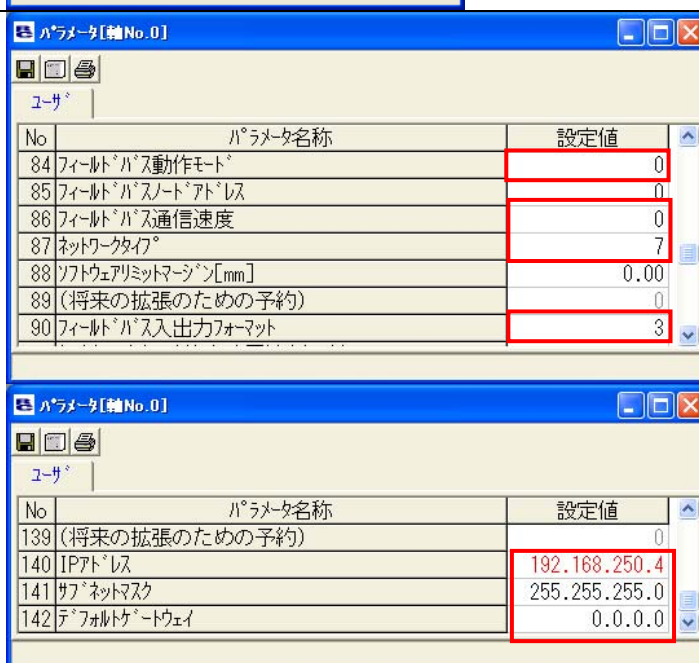 パラメータ[軸No.0]
ユーザ
No パラメータ名称 設定値
84 フィールドバス動作モード 0
85 フィールドバスノードアドレス 0
86 フィールドバス通信速度 0
87 ネットワークタイプ 7
88 ソフトウェアリミットマージン[mm] 0.00
89 (将来の拡張のための予約) 0
90 フィールドバス入出力フォーマット 3
パラメータ[軸No.0]
ユーザ
No パラメータ名称 設定値
139 (将来の拡張のための予約) 0
140 IPアドレス 192.168.250.4
141 サブネットマスク 255.255.255.0
142 デフォルトゲートウェイ 0.0.0.0